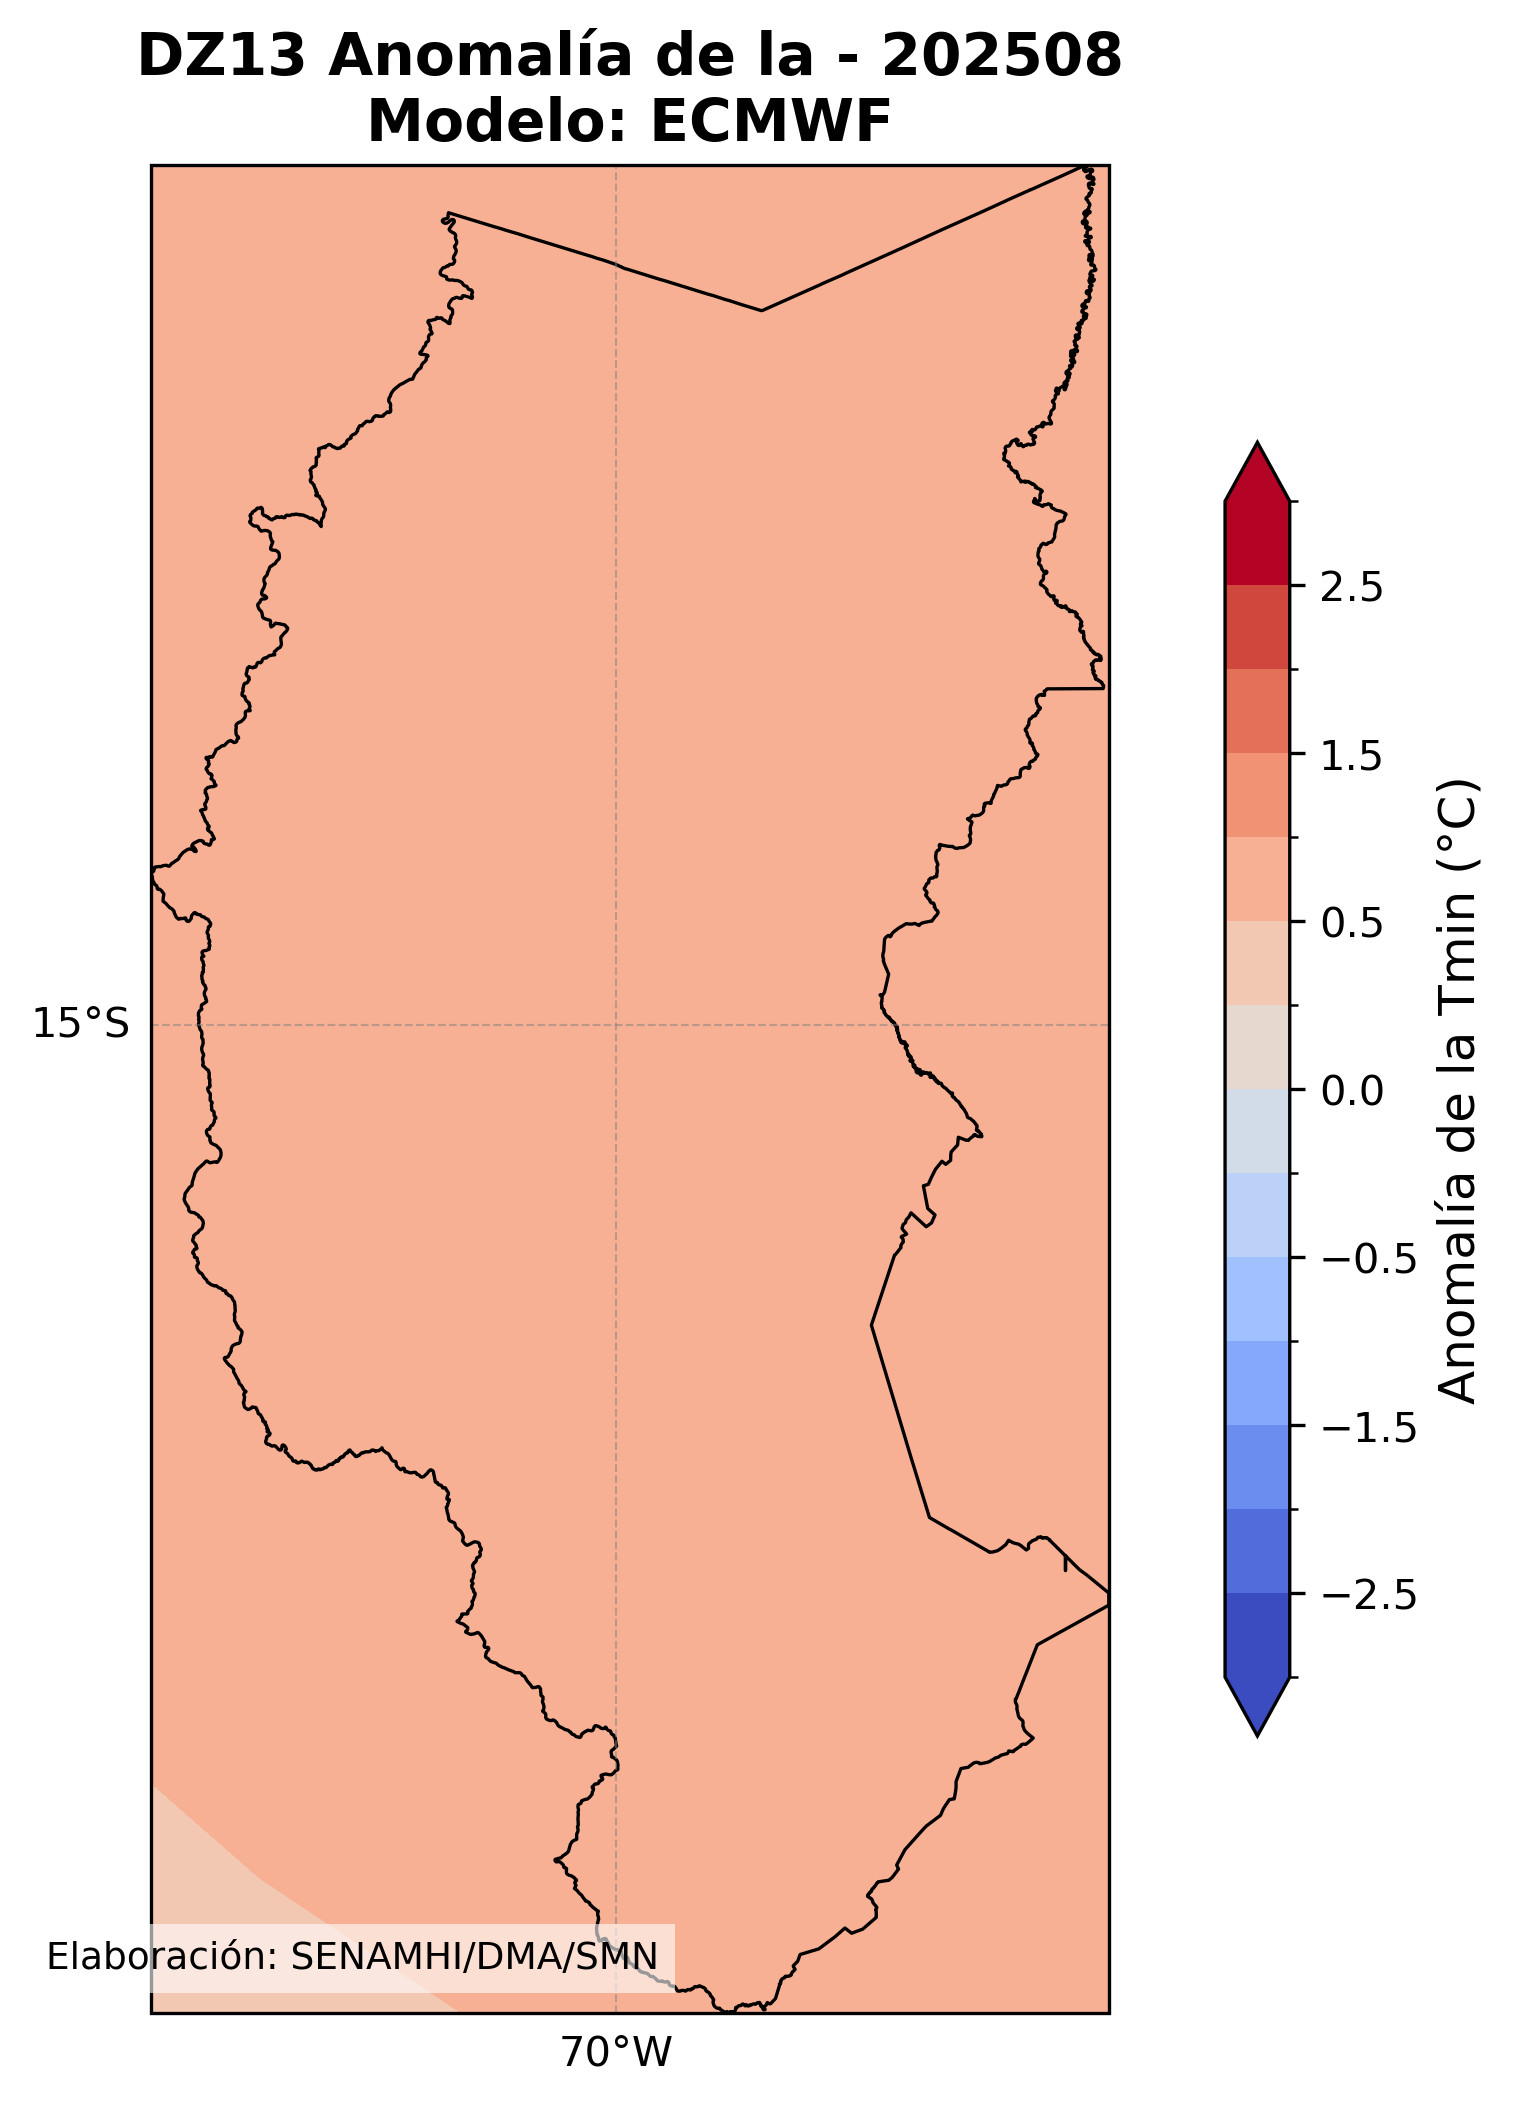 DZ13 Anomalía de la - 202508
Modelo: ECMWF
2.5
1.5
0.5
0.0
−0.5
−1.5
−2.5
Anomalía de la Tmin (°C)
15°S
Elaboración: SENAMHI/DMA/SMN
70°W